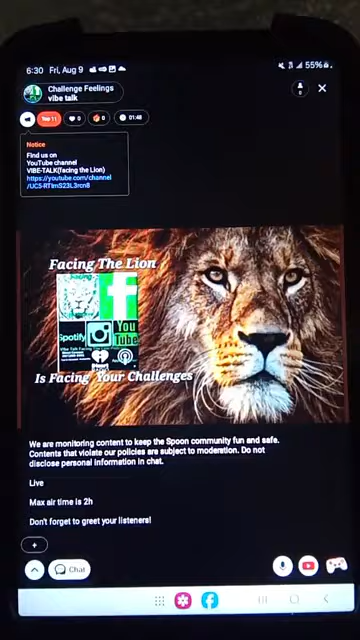 6:30 Fri, Aug 9
55%
Challenge Feelings
vibe talk
0
Top 11
0
0
01:48
Notice
Find us on
YouTube channel
VIBE-TALK(facing the Lion)
https://youtube.com/channel
Facing The Lion
Spotify
You
Tube
Is Facing Your Challenges
We are monitoring content to keep the Spoon community fun and safe.
Contents that violate our policies are subject to moderation. Do not
disclose personal information in chat.
Live
Max air time is 2h
Don't forget to greet your listeners!
+
Chat